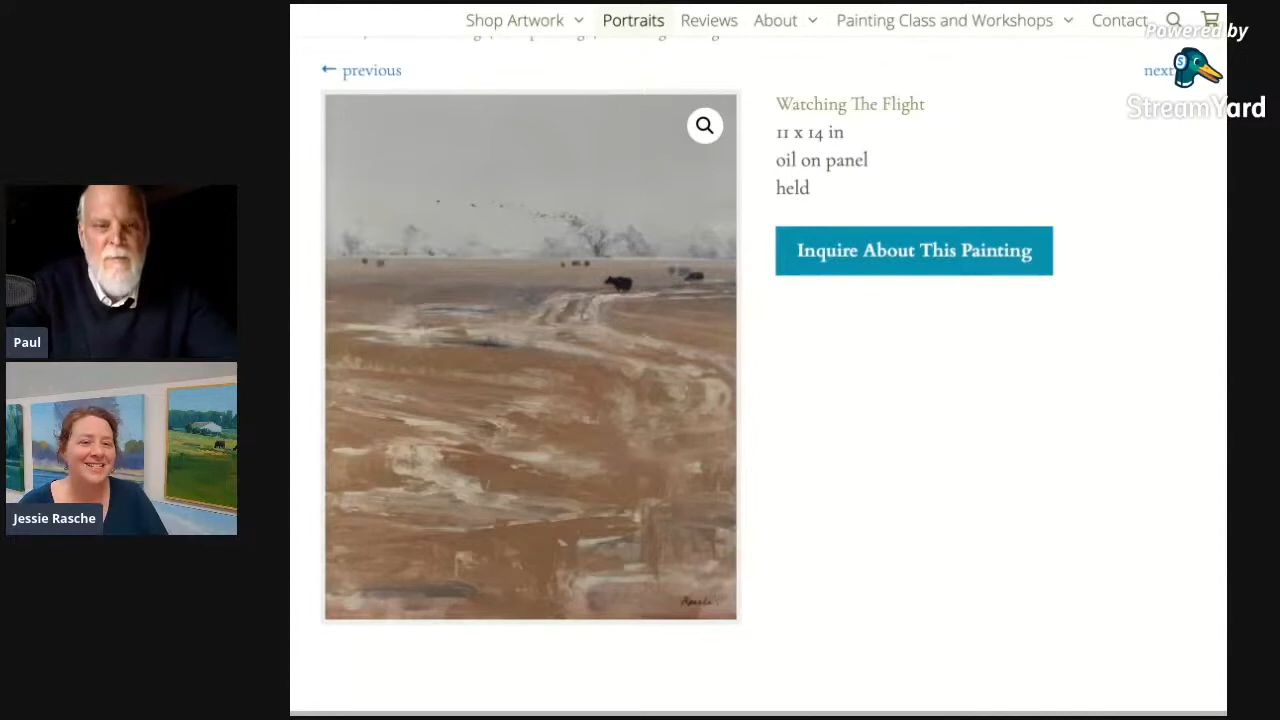 Shop Artwork Portraits Reviews About Painting Class and Workshops Contact
Powered by
StreamYard
← previous
next
Watching The Flight
11 x 14 in
oil on panel
held
Inquire About This Painting
Paul
Jessie Rasche